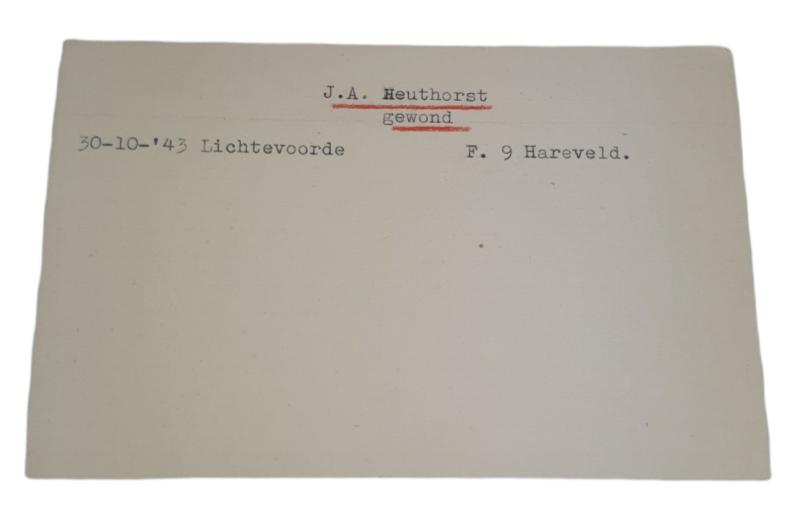 J.A. Heuthorst
gewond
30-10-'43 Lichtevoorde F. 9 Hareveld.